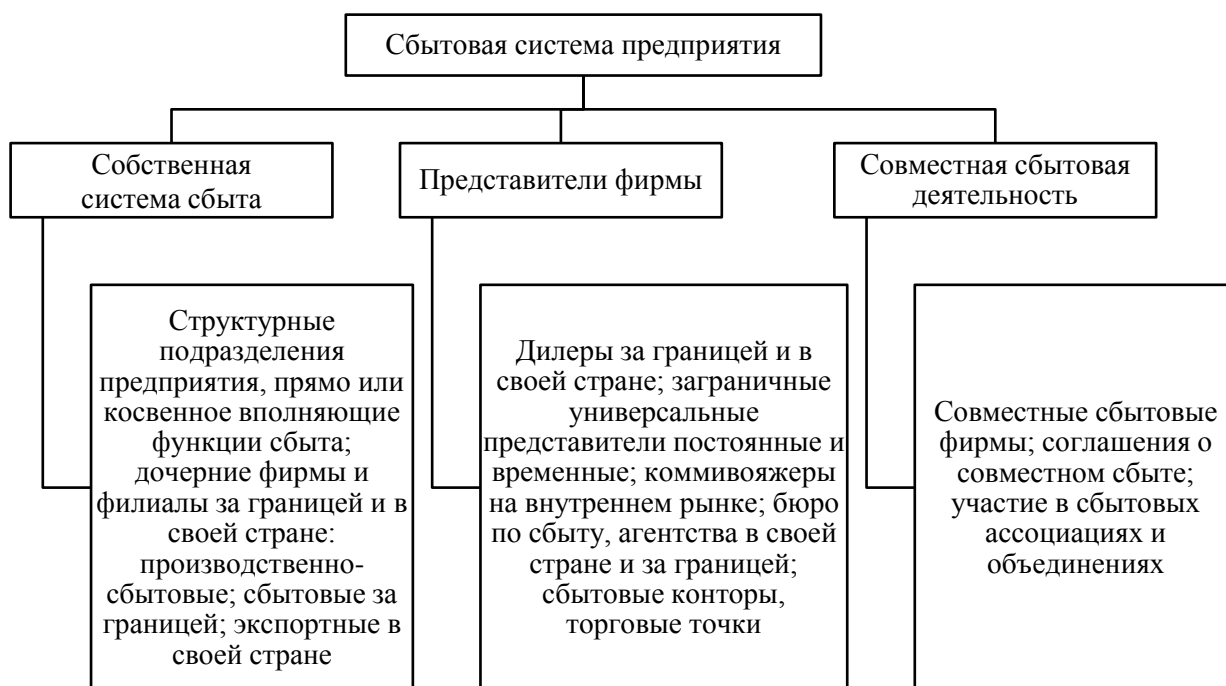 Сбытовая система предприятия
Собственная
система сбыта
Представители фирмы
Совместная сбытовая
деятельность
Структурные
подразделения
предприятия, прямо или
косвенное вполняющие
функции сбыта;
дочерние фирмы и
филиалы за границей и в
своей стране:
производственно-
сбытовые; сбытовые за
границей; экспортные в
своей стране
Дилеры за границей и в
своей стране; заграничные
универсальные
представители постоянные и
временные; коммивояжеры
на внутреннем рынке; бюро
по сбыту, агентства в своей
стране и за границей;
сбытовые конторы,
торговые точки
Совместные сбытовые
фирмы; соглашения о
совместном сбыте;
участие в сбытовых
ассоциациях и
объединениях